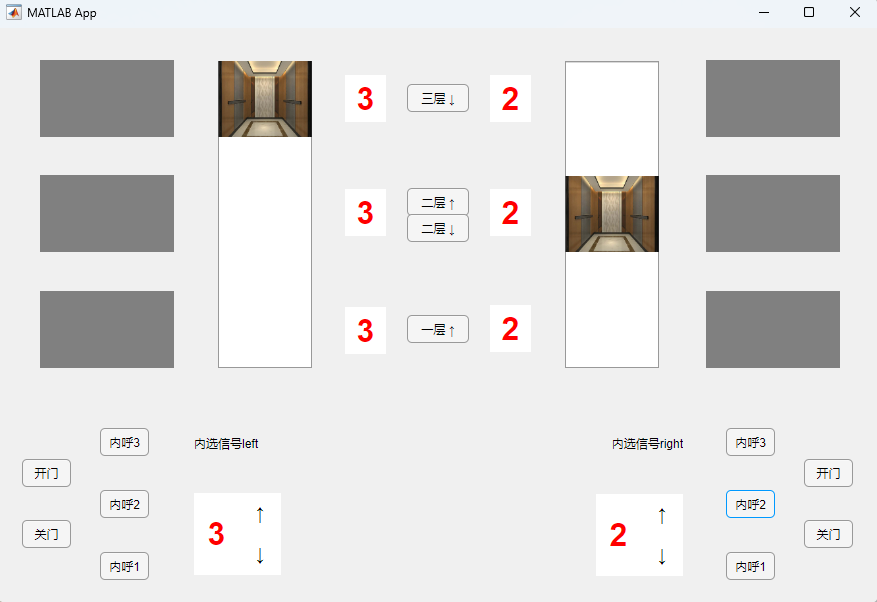 MATLAB App
3
三层↓
2
3
二层↑
2
二层↓
3
一层↑
2
内呼3
内选信号left
内选信号right
内呼3
开门
开门
内呼2
内呼2
3
↑
↓
2
↑
↓
关门
关门
内呼1
内呼1